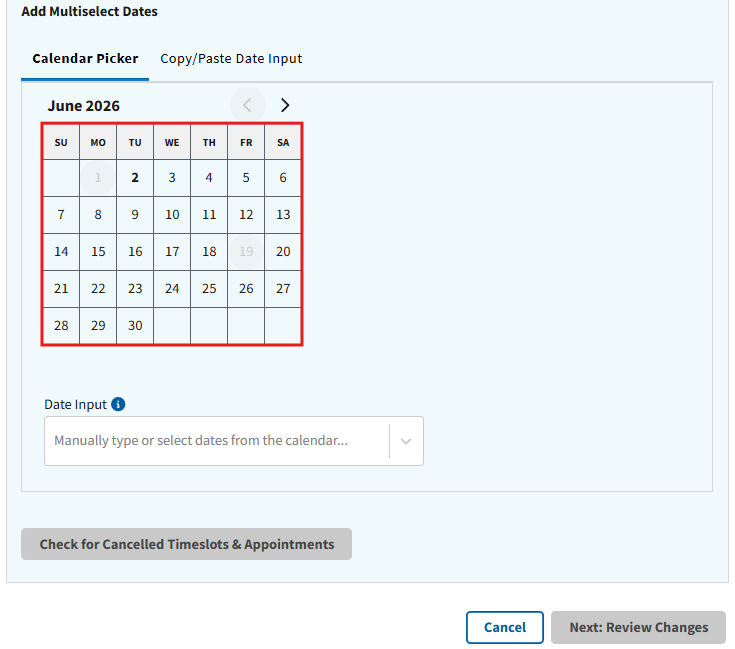 Add Multiselect Dates
Calendar Picker Copy/Paste Date Input
June 2026
SU MO TU WE TH FR SA
1 2 3 4 5 6
7 8 9 10 11 12 13
14 15 16 17 18 19 20
21 22 23 24 25 26 27
28 29 30
Date Input
Manually type or select dates from the calendar...
Check for Cancelled Timeslots & Appointments
Cancel Next: Review Changes